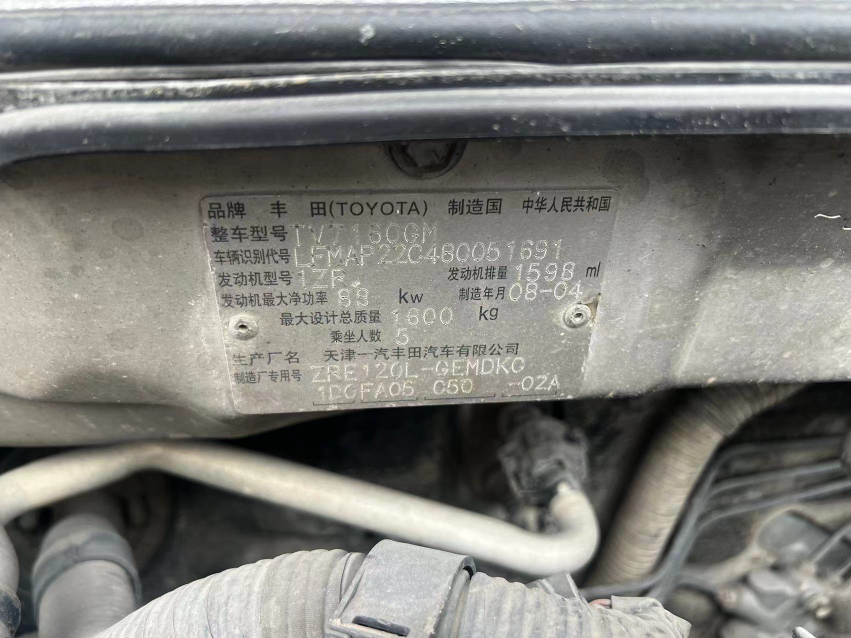 品牌 丰 田(TOYOTA) 制造国 中华人民共和国
整车型号 TV7160GM
车辆识别代号 LFMAP22C480051691
发动机型号 1ZR 发动机排量 1598 ml
发动机最大净功率 88 kw 制造年月 08-04
最大设计总质量 1600 kg
乘坐人数 5
生产厂名 天津一汽丰田汽车有限公司
制造厂专用号 ZRE120L-GEMDKC
1D0FA05 C50 -02A